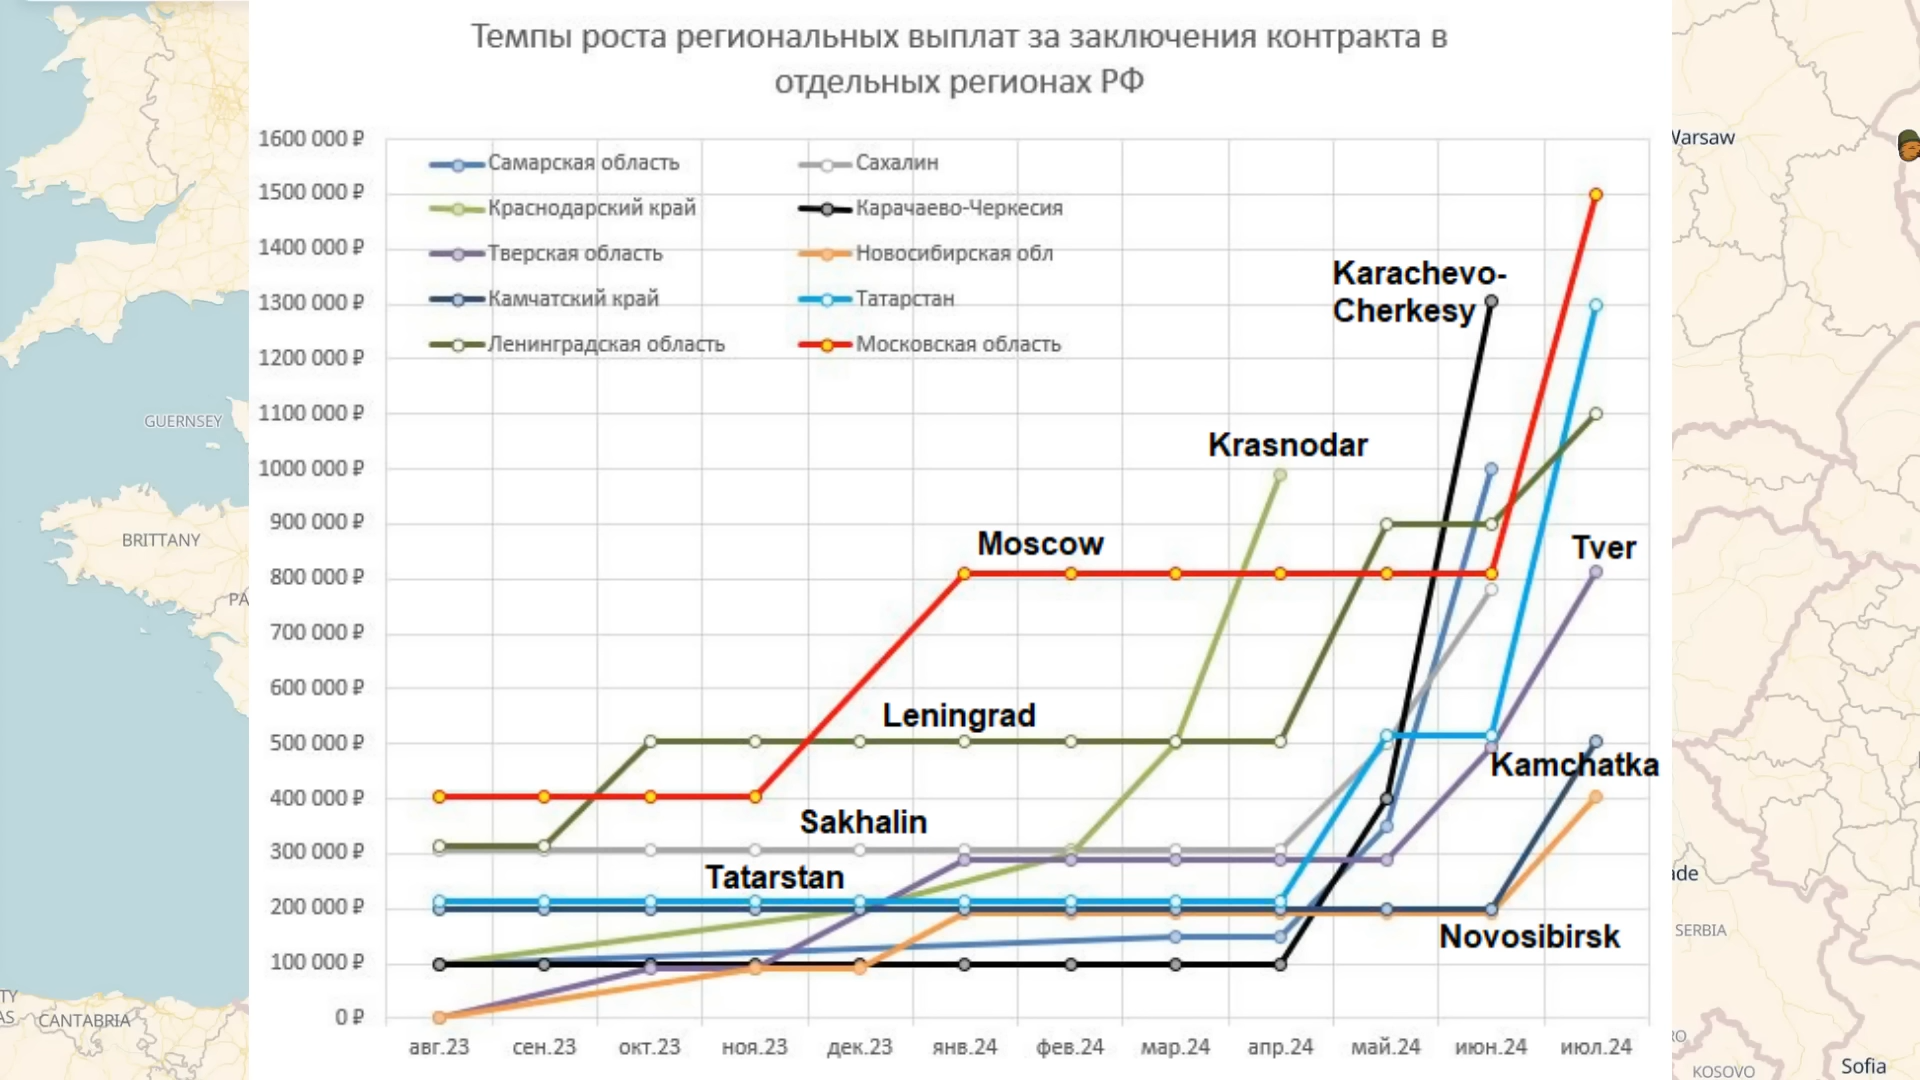 Темпы роста региональных выплат за заключения контракта в
отдельных регионах РФ
1600 000 ₽
1500 000 ₽
1400 000 ₽
1300 000 ₽
1200 000 ₽
1100 000 ₽
1000 000 ₽
900 000 ₽
800 000 ₽
700 000 ₽
600 000 ₽
500 000 ₽
400 000 ₽
300 000 ₽
200 000 ₽
100 000 ₽
0 ₽
Самарская область
Сахалин
Краснодарский край
Карачаево-Черкесия
Тверская область
Новосибирская обл
Камчатский край
Татарстан
Ленинградская область
Московская область
Karachevo-
Cherkesy
Krasnodar
Moscow
Tver
Leningrad
Kamchatka
Sakhalin
Tatarstan
Novosibirsk
авг.23
сен.23
окт.23
ноя.23
дек.23
янв.24
фев.24
мар.24
апр.24
май.24
июн.24
июл.24
GUERNSEY
BRITTANY
PA
TY
AS
CANTABRIA
Warsaw
ade
SERBIA
RO
KOSOVO
Sofia